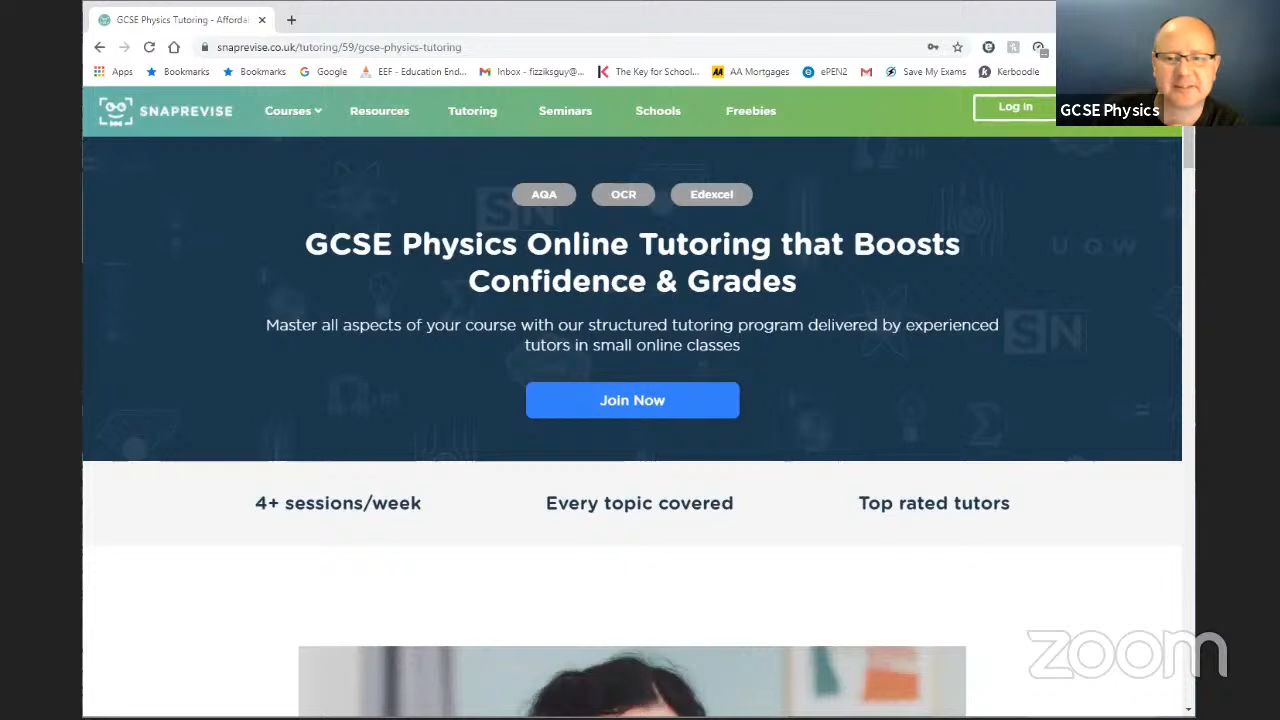 GCSE Physics Tutoring - Afforda
snaprevise.co.uk/tutoring/59/gcse-physics-tutoring
Apps Bookmarks Bookmarks Google EEF - Education End... Inbox - fizziksguy@... The Key for School... AA Mortgages ePEN2 Save My Exams Kerboodle
GCSE Physics
SNAPREVISE Courses Resources Tutoring Seminars Schools Freebies Log In
AQA OCR Edexcel
SN
UQW
GCSE Physics Online Tutoring that Boosts
Confidence & Grades
Master all aspects of your course with our structured tutoring program delivered by experienced
tutors in small online classes
SN
Join Now
4+ sessions/week Every topic covered Top rated tutors
zoom